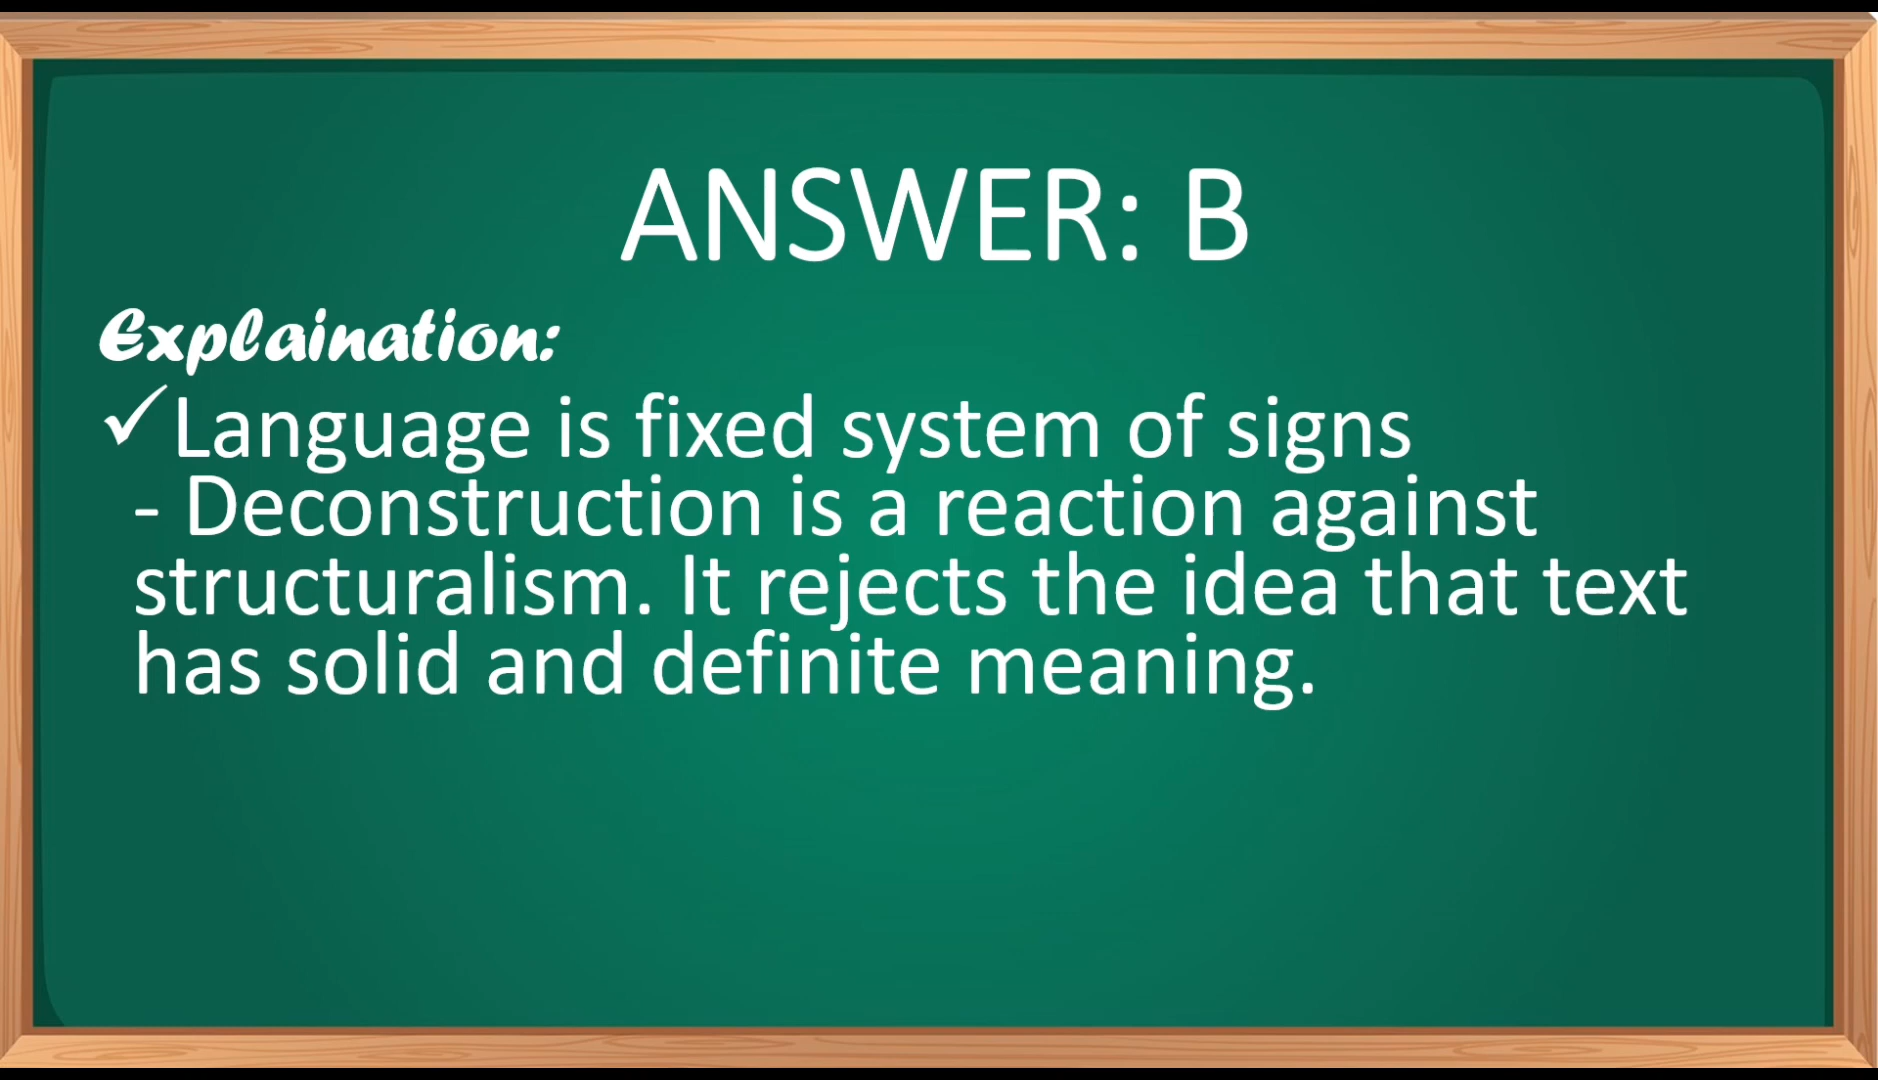 ANSWER: B
Explaination:
✓Language is fixed system of signs
- Deconstruction is a reaction against
structuralism. It rejects the idea that text
has solid and definite meaning.